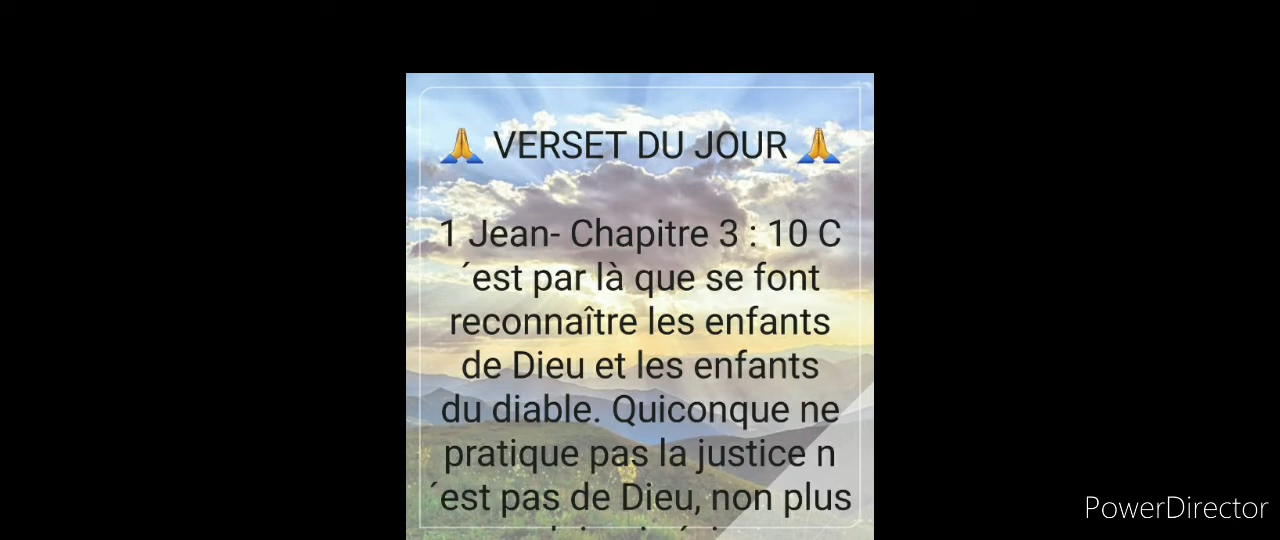 🙏 VERSET DU JOUR 🙏
1 Jean- Chapitre 3 : 10 C
´est par là que se font
reconnaître les enfants
de Dieu et les enfants
du diable. Quiconque ne
pratique pas la justice n
´est pas de Dieu, non plus
PowerDirector